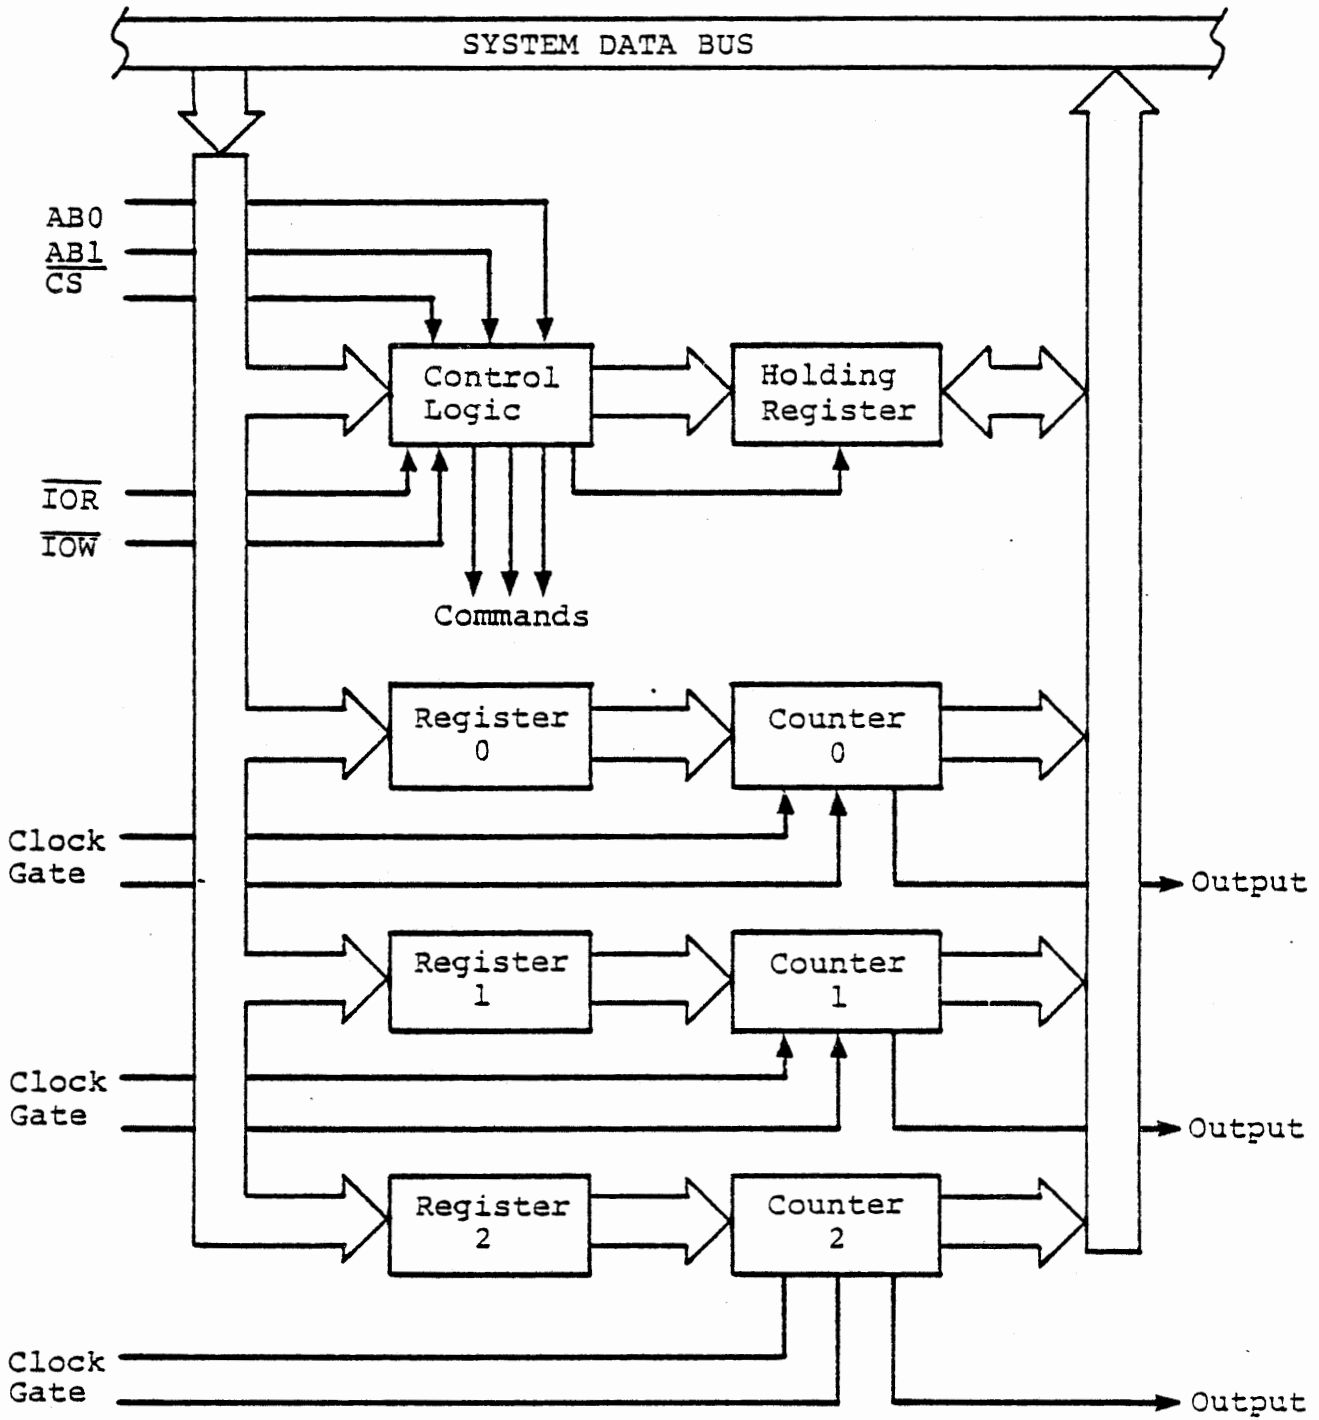 SYSTEM DATA BUS
AB0
AB1
CS
Control
Logic
Holding
Register
IOR
IOW
Commands
Register
0
Counter
0
Clock
Gate
Output
Register
1
Counter
1
Clock
Gate
Output
Register
2
Counter
2
Clock
Gate
Output